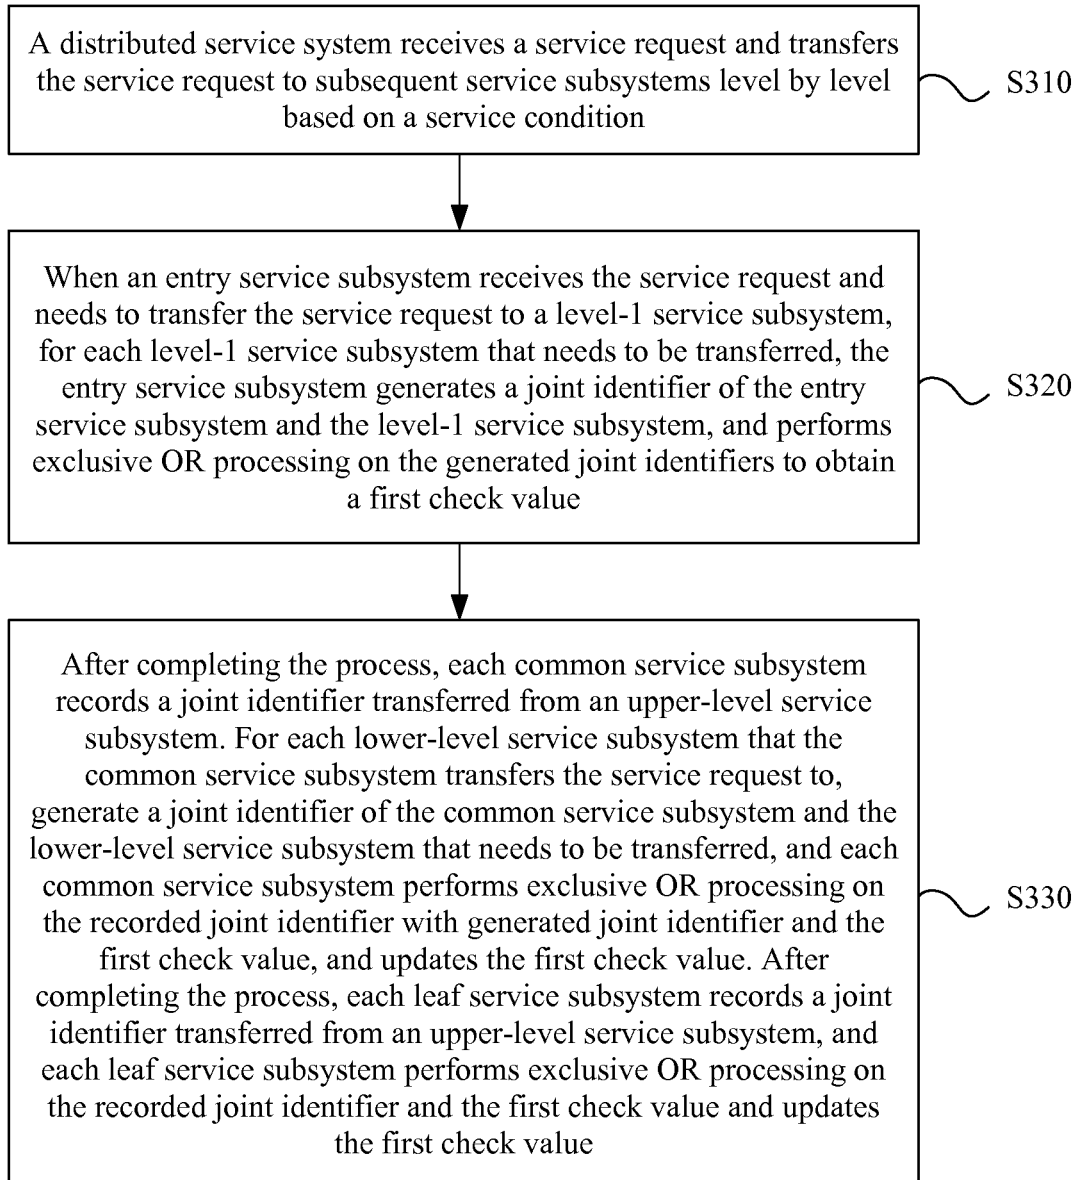 A distributed service system receives a service request and transfers
the service request to subsequent service subsystems level by level
based on a service condition
S310
When an entry service subsystem receives the service request and
needs to transfer the service request to a level-1 service subsystem,
for each level-1 service subsystem that needs to be transferred, the
entry service subsystem generates a joint identifier of the entry
service subsystem and the level-1 service subsystem, and performs
exclusive OR processing on the generated joint identifiers to obtain
a first check value
S320
After completing the process, each common service subsystem
records a joint identifier transferred from an upper-level service
subsystem. For each lower-level service subsystem that the
common service subsystem transfers the service request to,
generate a joint identifier of the common service subsystem and the
lower-level service subsystem that needs to be transferred, and each
common service subsystem performs exclusive OR processing on
the recorded joint identifier with generated joint identifier and the
first check value, and updates the first check value. After
completing the process, each leaf service subsystem records a joint
identifier transferred from an upper-level service subsystem, and
each leaf service subsystem performs exclusive OR processing on
the recorded joint identifier and the first check value and updates
the first check value
S330